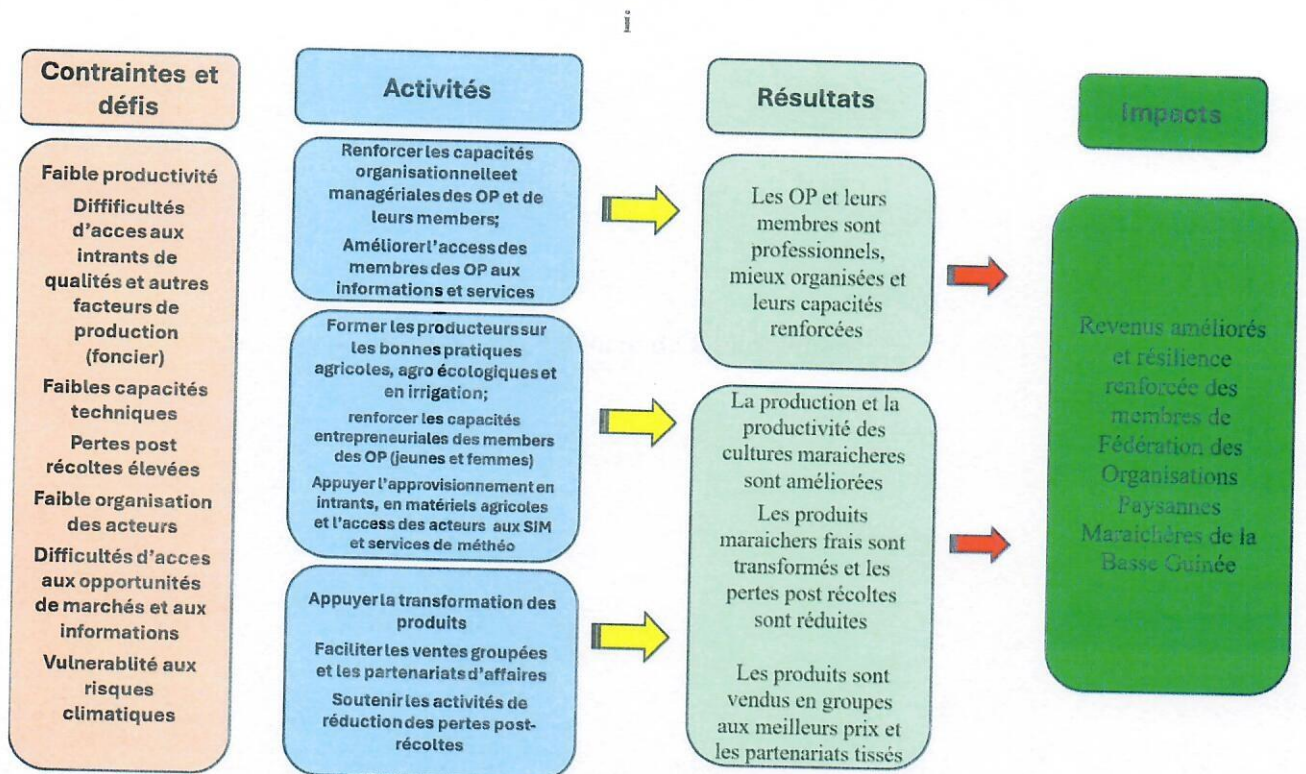 Contraintes et
défis
Faible productivité
Diffificultés
d'acces aux
intrants de
qualités et autres
facteurs de
production
(foncier)
Faibles capacités
techniques
Pertes post
récoltes élevées
Faible organisation
des acteurs
Difficultés d'acces
aux opportunités
de marchés et aux
informations
Vulnerablité aux
risques
climatiques
Activités
Renforcer les capacités
organisationnelleet
managériales des OP et de
leurs members;
Améliorer l'access des
membres des OP aux
informations et services
Former les producteurs sur
les bonnes pratiques
agricoles, agro écologiques et
en irrigation;
renforcer les capacités
entrepreneuriales des members
des OP (jeunes et femmes)
Appuyer l'approvisionnement en
intrants, en matériels agricoles
et l'access des acteurs aux SIM
et services de méthéo
Appuyer la transformation des
produits
Faciliter les ventes groupées
et les partenariats d'affaires
Soutenir les activités de
réduction des pertes post-
récoltes
Résultats
Les OP et leurs
membres sont
professionnels,
mieux organisées et
leurs capacités
renforcées
La production et la
productivité des
cultures maraicheres
sont améliorées
Les produits
maraichers frais sont
transformés et les
pertes post récoltes
sont réduites
Les produits sont
vendus en groupes
aux meilleurs prix et
les partenariats tissés
Impacts
Revenus améliorés
et résilience
renforcée des
membres de
Fédération des
Organisations
Paysannes
Maraichères de la
Basse Guinée